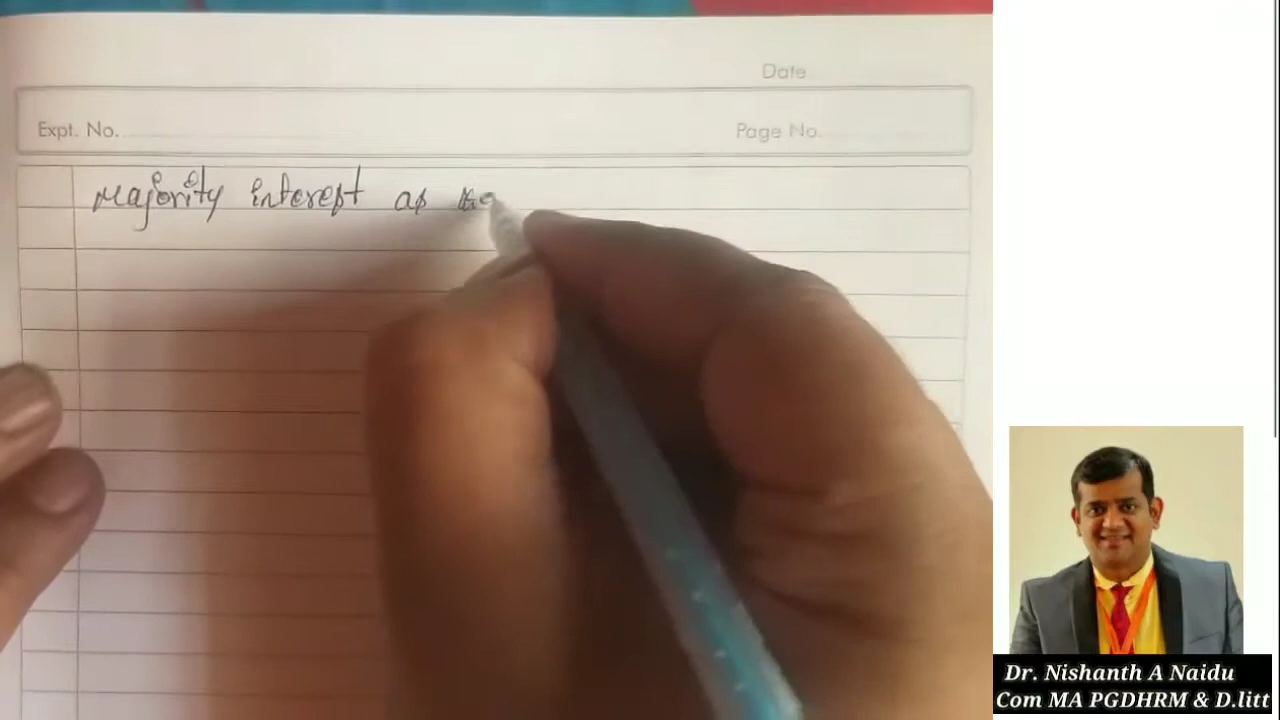 Date
Expt. No.
Page No.
Majority interest as
Dr. Nishanth A Naidu
Com MA PGDHRM & D.litt